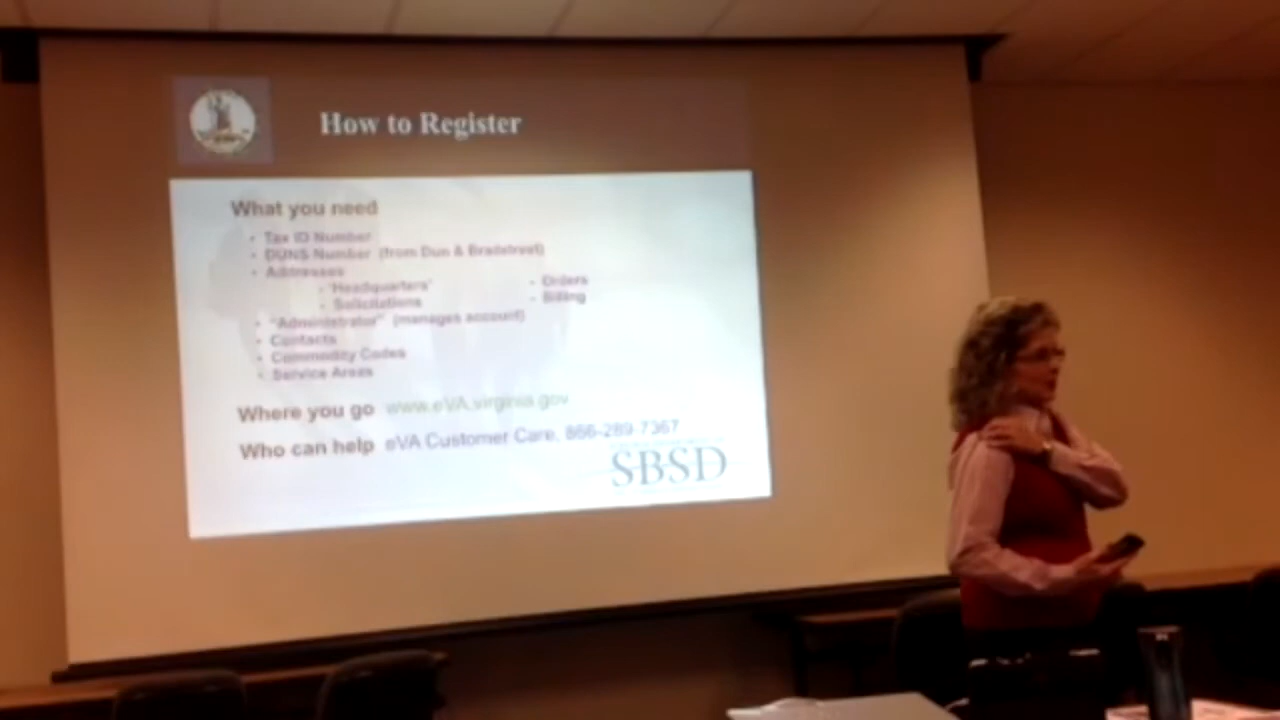 How to Register
What you need
• Tax ID Number
• DUNS Number (from Dun & Bradstreet)
• Addresses
- 'Headquarters' - Orders
- Solicitations - Billing
• "Administrator" (manages account)
• Contacts
• Commodity Codes
• Service Areas
Where you go www.eVA.virginia.gov
Who can help eVA Customer Care, 866-289-7367
SBSD